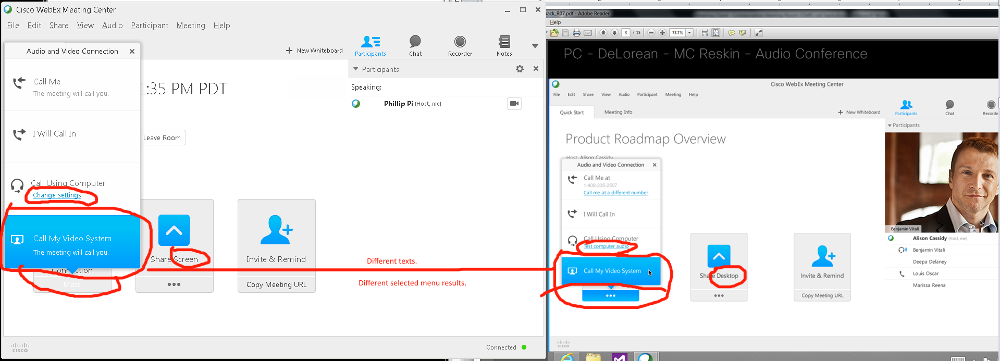 Cisco WebEx Meeting Center
File Edit Share View Audio Participant Meeting Help
Audio and Video Connection
New Whiteboard
Participants
Chat
Recorder
Notes
Call Me
The meeting will call you.
I Will Call In
Call Using Computer
Change settings
Call My Video System
The meeting will call you.
Connection
More
1:35 PM PDT
Leave Room
Share Screen
Invite & Remind
Copy Meeting URL
Participants
Speaking:
Phillip Pi (Host, me)
Different texts.
Different selected menu results.
CISCO
Connected
ack_R07.pdf - Adobe Reader
Help
3 / 15 73.7%
PC - DeLorean - MC Reskin - Audio Conference
Cisco WebEx Meeting Center
File Edit Share View Audio Participant Meeting Help
Quick Start
Meeting Info
New Whiteboard
Participants
Chat
Recorde
Product Roadmap Overview
Host: Alison Cassidy
Audio and Video Connection
Call Me at
1-408-235-2507
Call me at a different number
I Will Call In
Call Using Computer
Test computer audio
Call My Video System
Share Desktop
Invite & Remind
Copy Meeting URL
Participants
Benjamin Vitali
Alison Cassidy (Host, me)
Benjamin Vitali
Deepa Delaney
Louis Oscar
Marissa Reena
CISCO